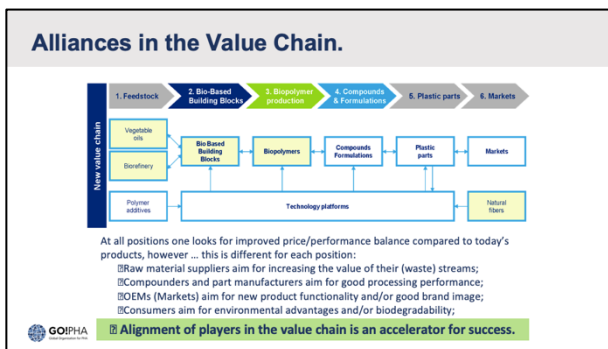 Alliances in the Value Chain.
1. Feedstock
2. Bio-Based
Building Blocks
3. Biopolymer
production
4. Compounds
& Formulations
5. Plastic parts
6. Markets
New value chain
Vegetable
oils
Biorefinery
Polymer
additives
Bio Based
Building
Blocks
Biopolymers
Compounds
Formulations
Plastic
parts
Markets
Technology platforms
Natural
fibers
At all positions one looks for improved price/performance balance compared to today's
products, however … this is different for each position:
⍰Raw material suppliers aim for increasing the value of their (waste) streams;
⍰Compounders and part manufacturers aim for good processing performance;
⍰OEMs (Markets) aim for new product functionality and/or good brand image;
⍰Consumers aim for environmental advantages and/or biodegradability;
⍰ Alignment of players in the value chain is an accelerator for success.
GO!PHA
Global Organization for PHA